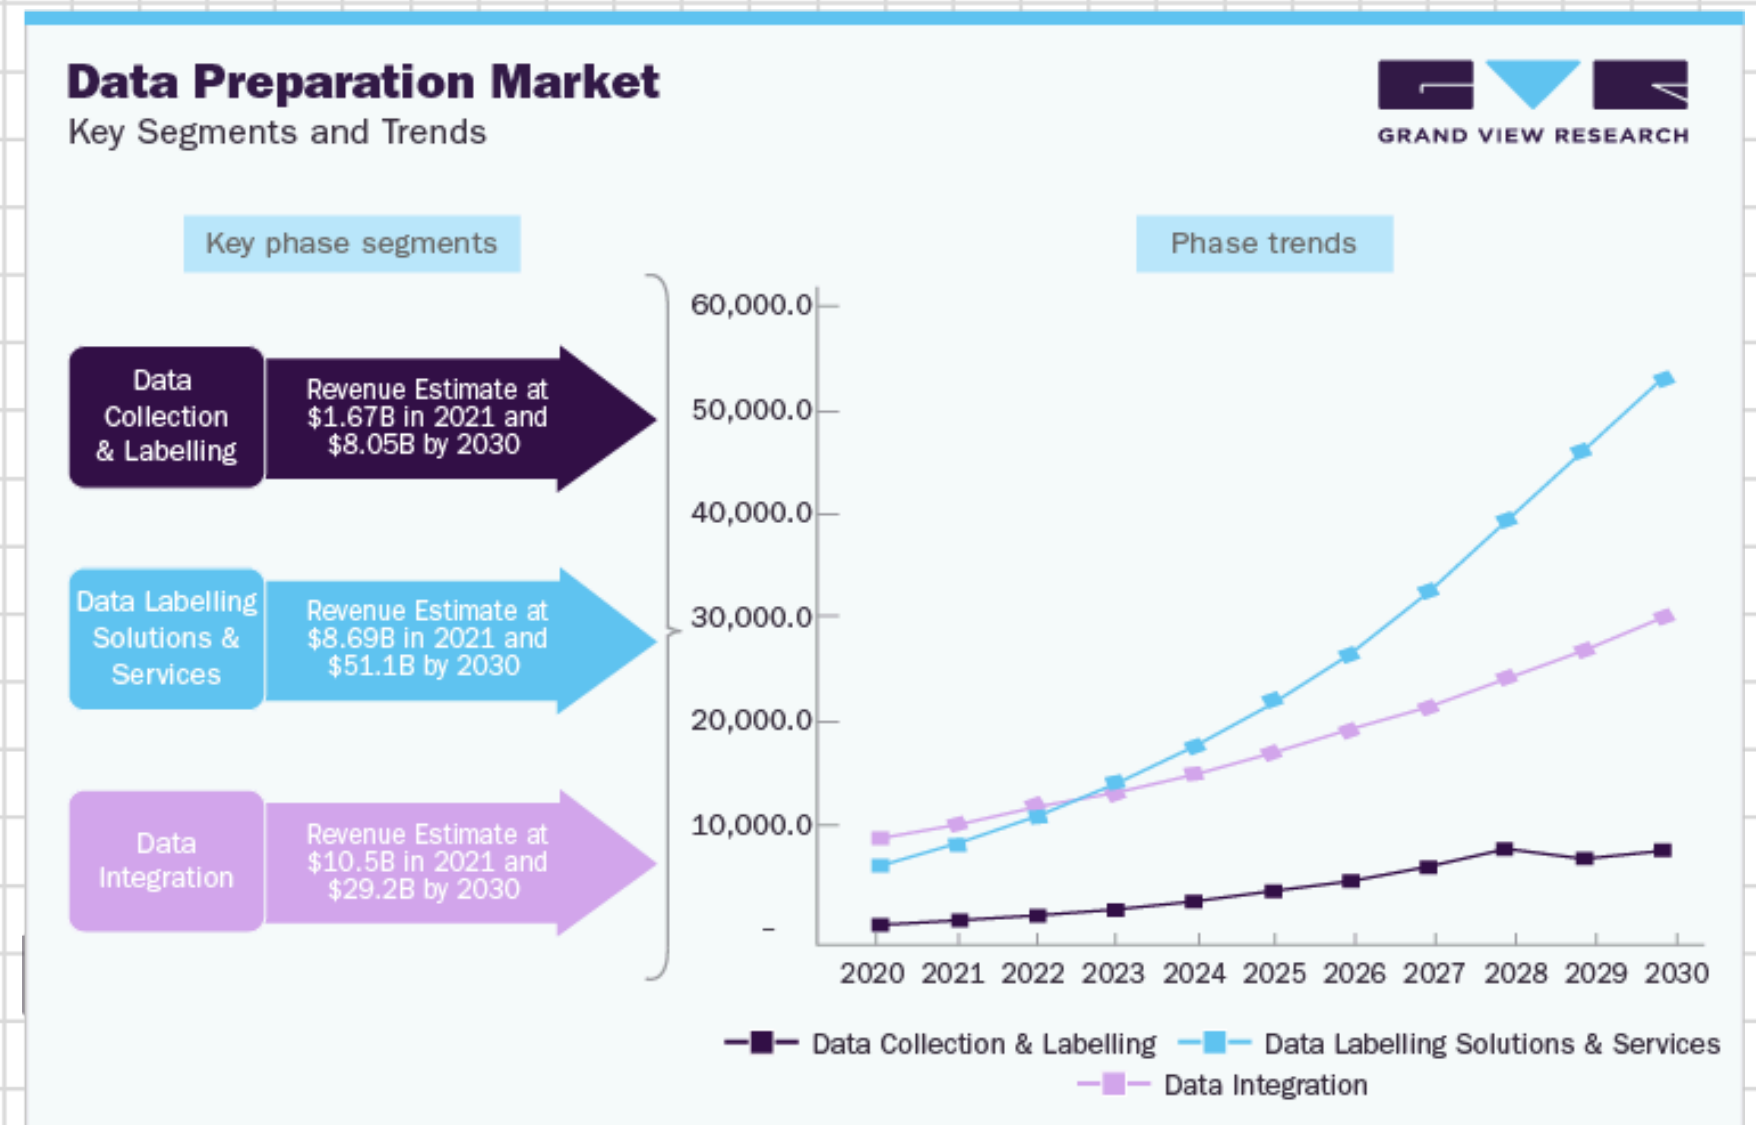 Data Preparation Market
Key Segments and Trends
GRAND VIEW RESEARCH
Key phase segments
Data
Collection
& Labelling
Revenue Estimate at
$1.67B in 2021 and
$8.05B by 2030
Data Labelling
Solutions &
Services
Revenue Estimate at
$8.69B in 2021 and
$51.1B by 2030
Data
Integration
Revenue Estimate at
$10.5B in 2021 and
$29.2B by 2030
Phase trends
60,000.0
50,000.0
40,000.0
30,000.0
20,000.0
10,000.0
–
2020 2021 2022 2023 2024 2025 2026 2027 2028 2029 2030
Data Collection & Labelling Data Labelling Solutions & Services
Data Integration